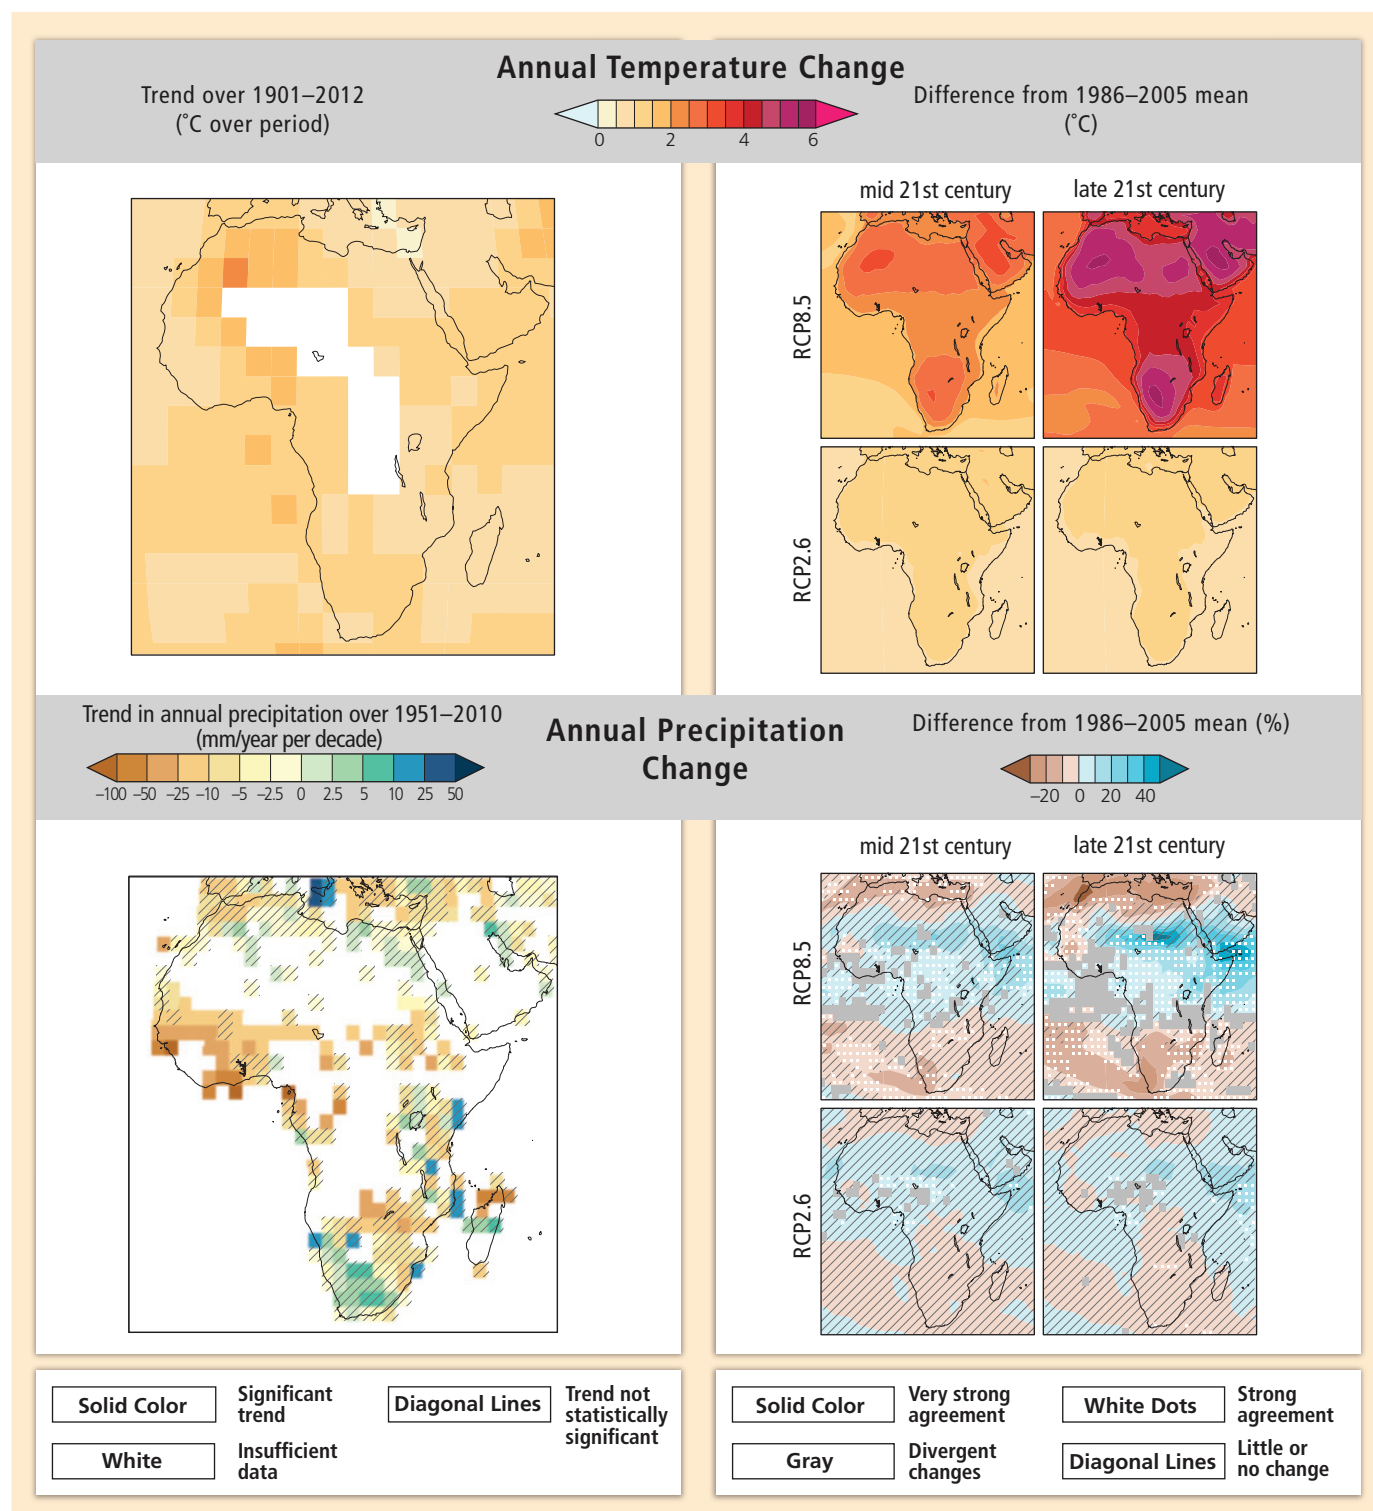 Annual Temperature Change
Trend over 1901–2012
(˚C over period)
0 2 4 6
Difference from 1986–2005 mean
(˚C)
mid 21st century
late 21st century
RCP8.5
RCP2.6
Trend in annual precipitation over 1951–2010
(mm/year per decade)
–100 –50 –25 –10 –5 –2.5 0 2.5 5 10 25 50
Annual Precipitation
Change
Difference from 1986–2005 mean (%)
–20 0 20 40
mid 21st century
late 21st century
RCP8.5
RCP2.6
Solid Color
Significant
trend
Diagonal Lines
Trend not
statistically
significant
White
Insufficient
data
Solid Color
Very strong
agreement
White Dots
Strong
agreement
Gray
Divergent
changes
Diagonal Lines
Little or
no change